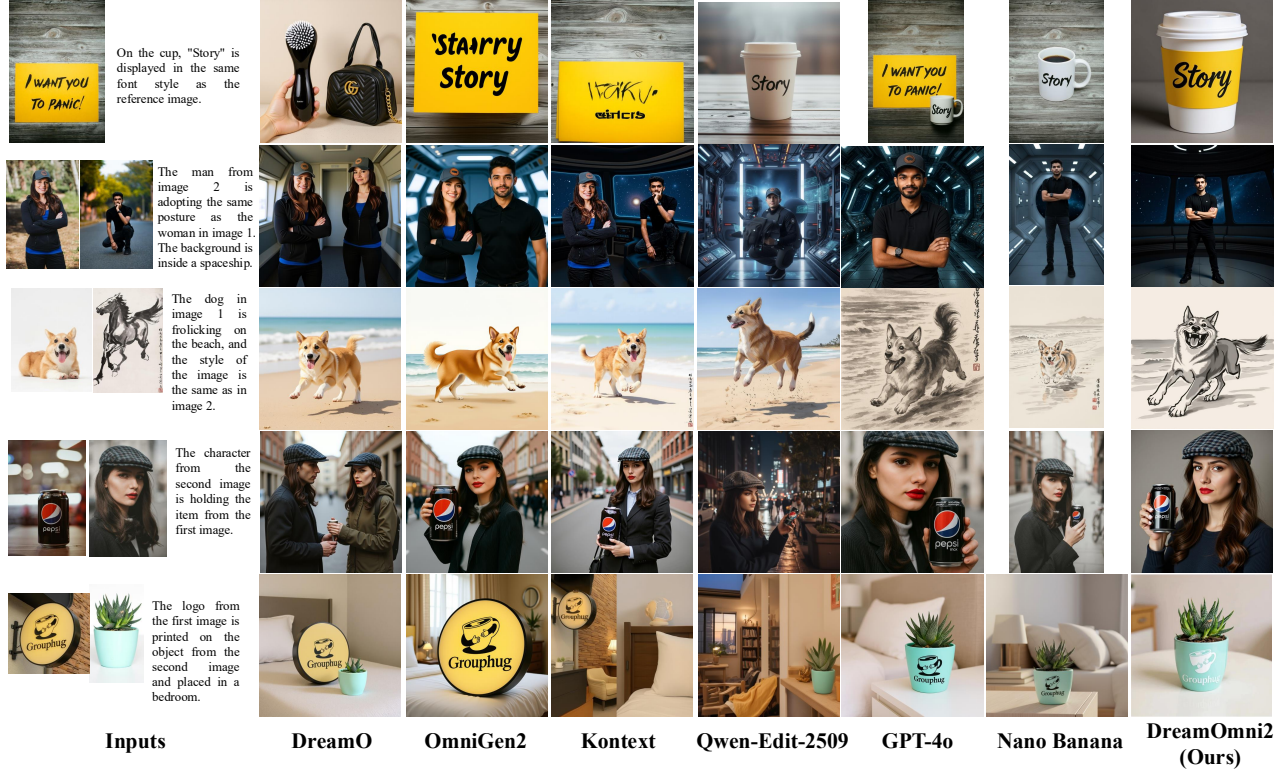 I WANT YOU
TO PANIC!
On the cup, "Story" is
displayed in the same
font style as the
reference image.
G
Starry
Story
Story
I WANT YOU
TO PANIC!
Story
Story
Story
The man from
image 2 is
adopting the same
posture as the
woman in image 1.
The background is
inside a spaceship.
The dog in
image 1 is
frolicking on
the beach, and
the style of
the image is
the same as in
image 2.
pepsi
The character
from the
second image
is holding the
item from the
first image.
pepsi
pepsi
pepsi
pepsi
Grouphug
The logo from
the first image is
printed on the
object from the
second image
and placed in a
bedroom.
Grouphug
Grouphug
Grouphug
Grouphug
Grouphug
Grouphug
Inputs
DreamO
OmniGen2
Kontext
Qwen-Edit-2509
GPT-4o
Nano Banana
DreamOmni2
(Ours)